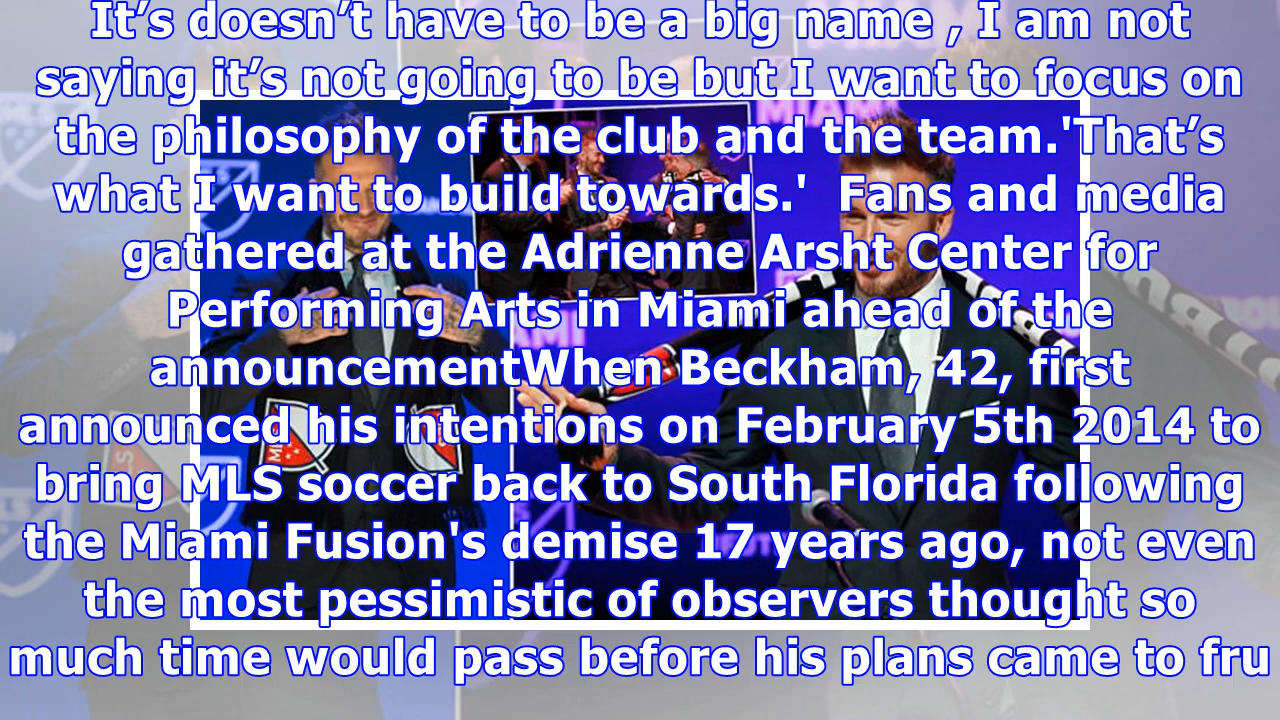 It’s doesn’t have to be a big name , I am not
saying it’s not going to be but I want to focus on
the philosophy of the club and the team.'That’s
what I want to build towards.'  Fans and media
gathered at the Adrienne Arsht Center for
Performing Arts in Miami ahead of the
announcementWhen Beckham, 42, first
announced his intentions on February 5th 2014 to
bring MLS soccer back to South Florida following
the Miami Fusion's demise 17 years ago, not even
the most pessimistic of observers thought so
much time would pass before his plans came to fru
MIAMI
MLS